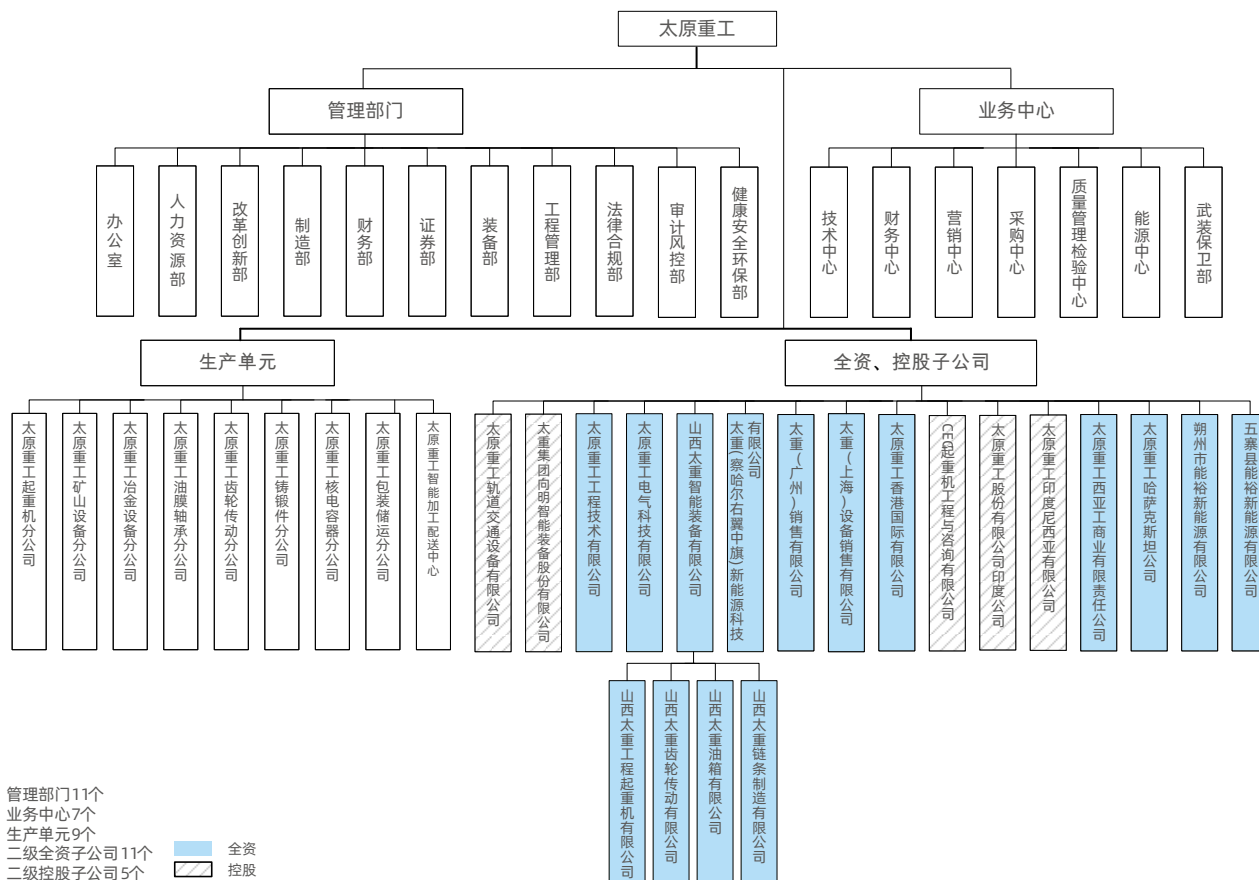 太原重工
管理部门
业务中心
办公室
人力资源部
改革创新部
制造部
财务部
证券部
装备部
工程管理部
法律合规部
审计风控部
健康安全环保部
技术中心
财务中心
营销中心
采购中心
质量管理检验中心
能源中心
武装保卫部
生产单元
全资、控股子公司
太原重工起重机分公司
太原重工矿山设备分公司
太原重工冶金设备分公司
太原重工油膜轴承分公司
太原重工齿轮传动分公司
太原重工铸锻件分公司
太原重工核电容器分公司
太原重工包装储运分公司
太原重工智能加工配送中心
太原重工轨道交通设备有限公司
太重集团向明智能装备股份有限公司
太原重工工程技术有限公司
太原重工电气科技有限公司
山西太重智能装备有限公司
太重(察哈尔右翼中旗)新能源科技
有限公司
太重(广州)销售有限公司
太重(上海)设备销售有限公司
太原重工香港国际有限公司
CEC起重机工程与咨询有限公司
太原重工股份有限公司印度公司
太原重工印度尼西亚有限公司
太原重工西亚工商业有限责任公司
太原重工哈萨克斯坦公司
朔州市能裕新能源有限公司
五寨县能裕新能源有限公司
山西太重工程起重机有限公司
山西太重齿轮传动有限公司
山西太重油箱有限公司
山西太重链条制造有限公司
管理部门11个
业务中心7个
生产单元9个
二级全资子公司11个
二级控股子公司5个
全资
控股